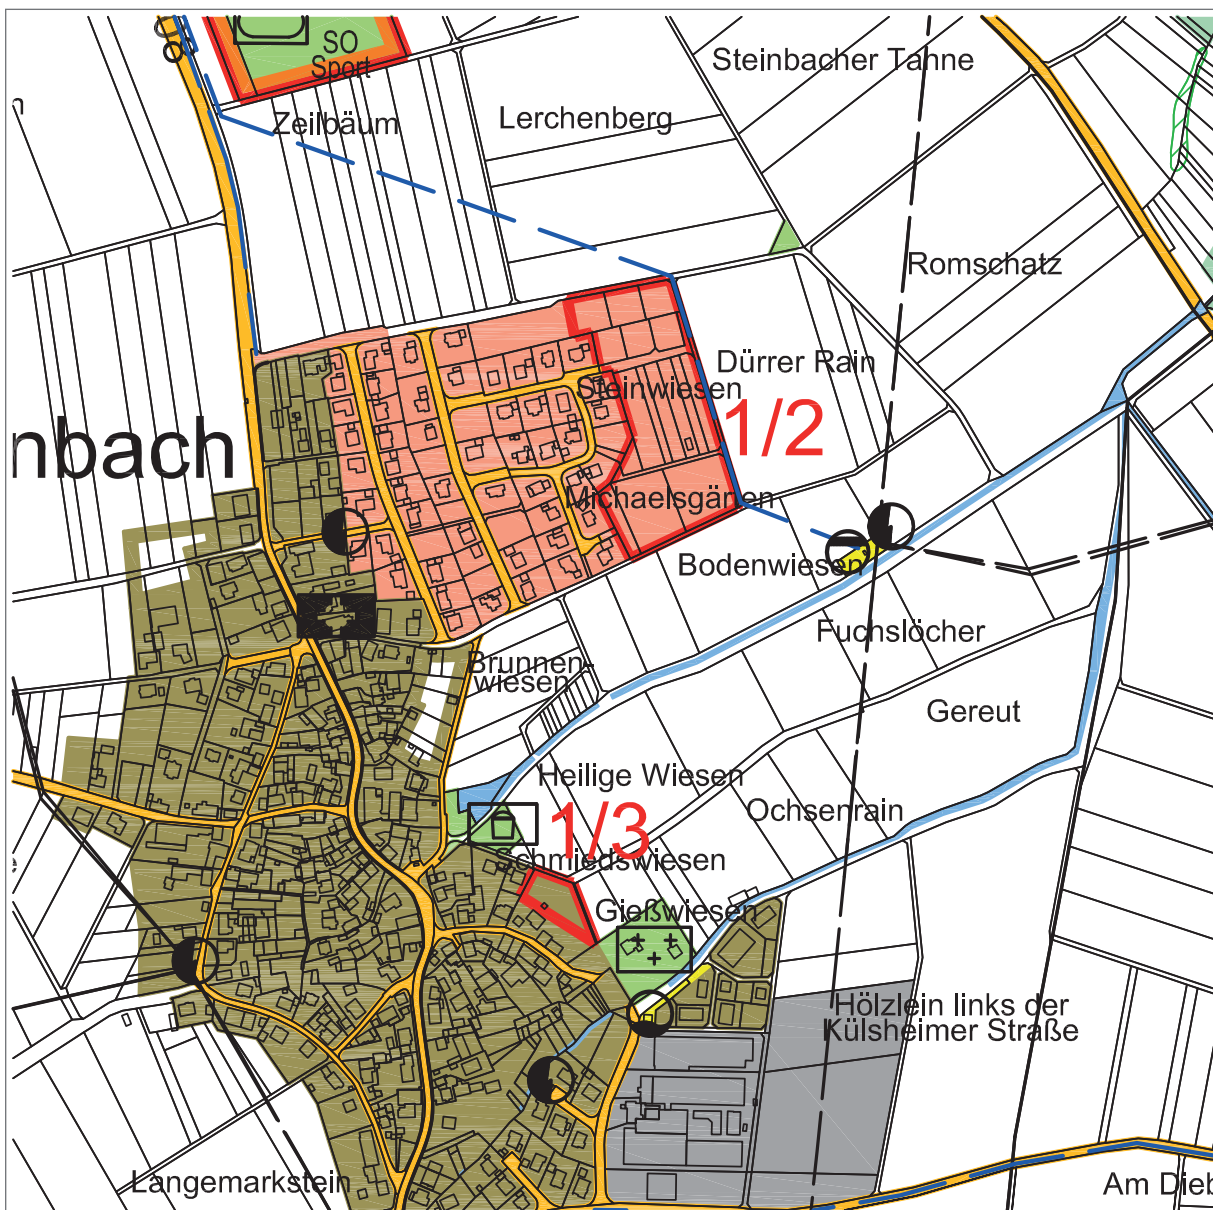 SO
Sport
Steinbacher Tanne
Zeilbäum
Lerchenberg
Romschatz
Dürrer Rain
Steinwiesen
1/2
nbach
Michaelsgärten
Bodenwiesen
Fuchslöcher
Brunnen-
wiesen
Gereut
Heilige Wiesen
Ochsenrain
1/3
Schmiedswiesen
Gießwiesen
Hölzlein links der
Külsheimer Straße
Langemarkstein
Am Dieb